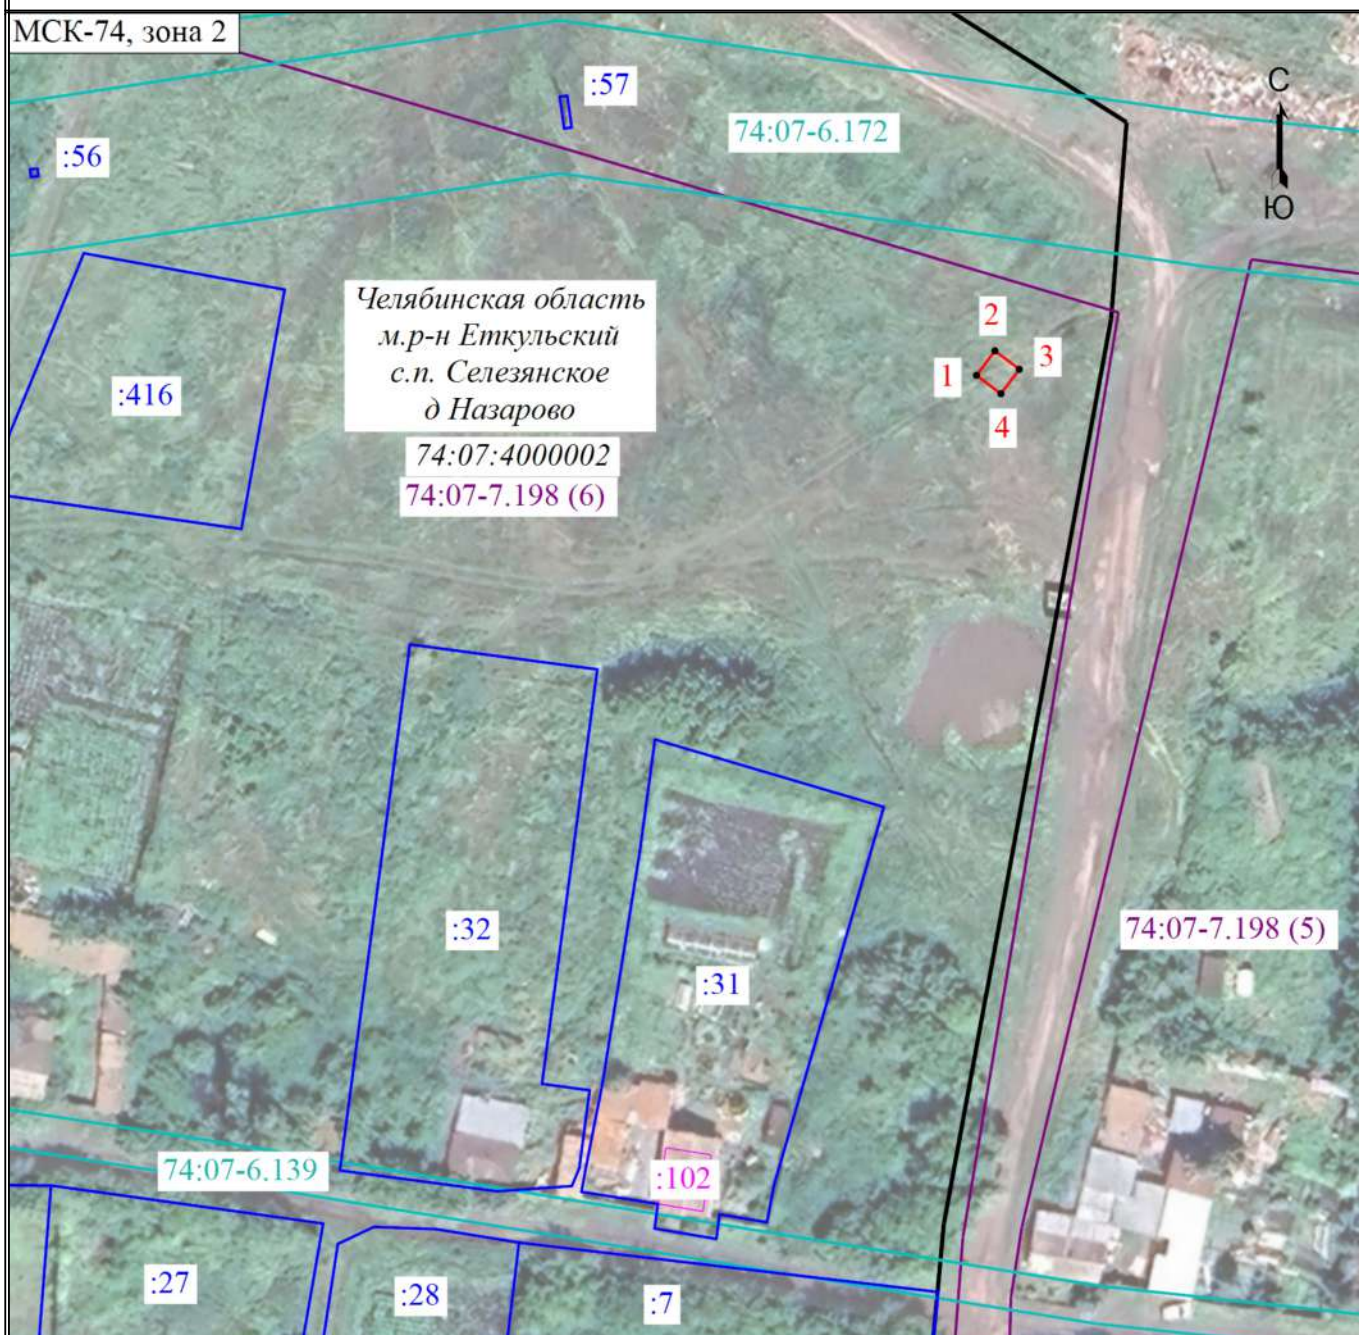 МСК-74, зона 2
С
:57
74:07-6.172
:56
Ю
Челябинская область
м.р-н Еткульский
с.п. Селезянское
д Назарово
2
3
1
:416
4
74:07:4000002
74:07-7.198 (6)
:32
74:07-7.198 (5)
:31
74:07-6.139
:102
:27
:28
:7